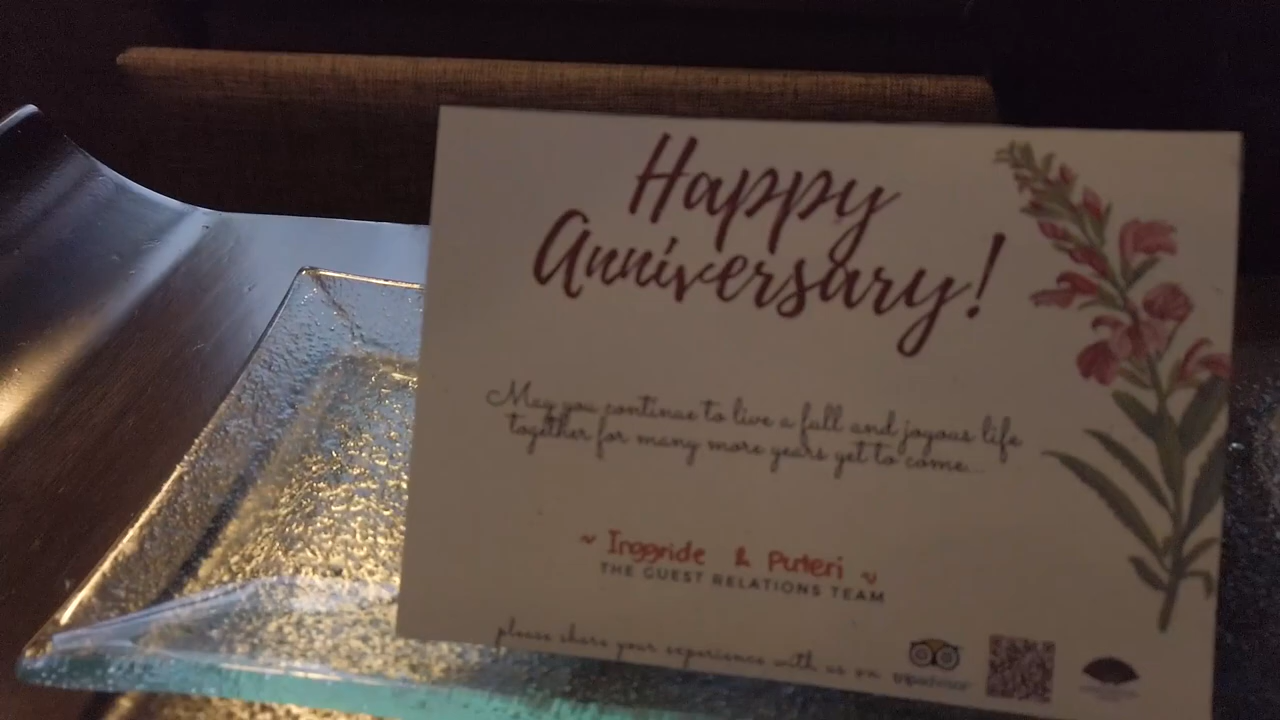 Happy
Anniversary!
May you continue to live a full and joyous life
together for many more years yet to come...
~ Inggride & Puteri ~
THE GUEST RELATIONS TEAM
please share your experience with us on
tripadvisor